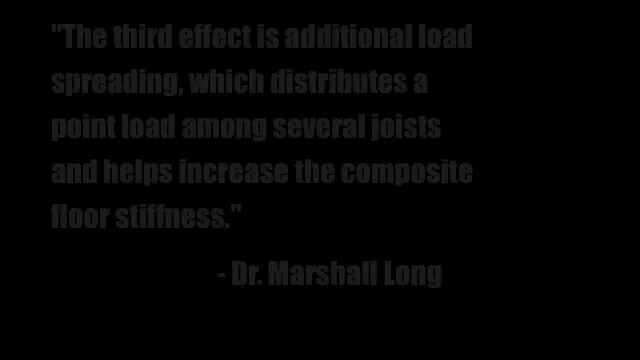 "The third effect is additional load
spreading, which distributes a
point load among several joists
and helps increase the composite
floor stiffness."
- Dr. Marshall Long